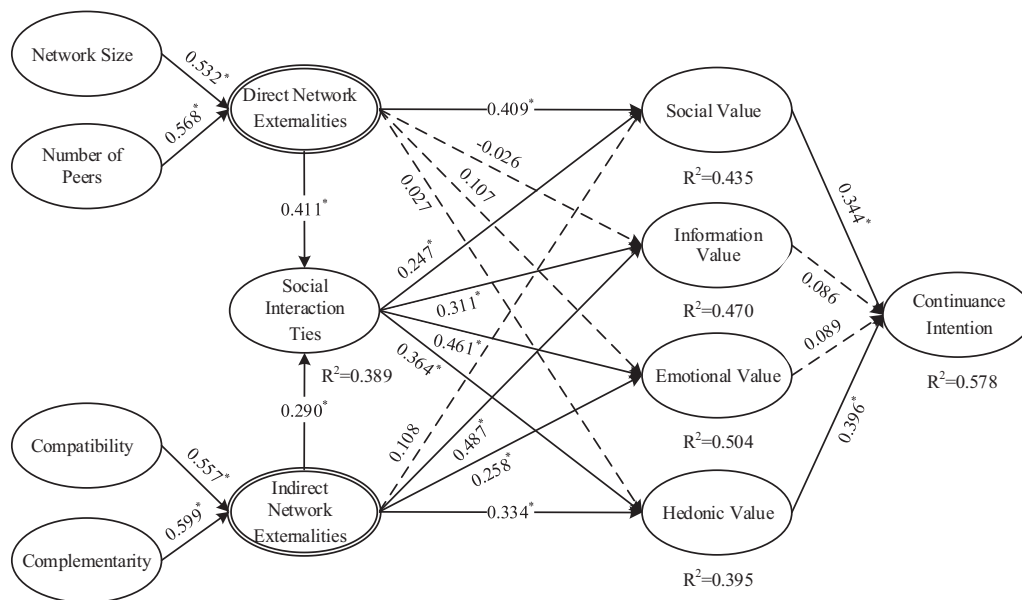 Network Size
0.532*
Number of
Peers
0.568*
Direct Network
Externalities
0.409*
-0.026
0.107
0.027
0.411*
Social
Interaction
Ties
R²=0.389
0.247*
0.311*
0.461*
0.364*
0.290*
Compatibility
0.557*
Complementarity
0.599*
Indirect
Network
Externalities
0.108
0.487*
0.258*
0.334*
Social Value
R²=0.435
Information
Value
R²=0.470
Emotional Value
R²=0.504
Hedonic Value
R²=0.395
0.344*
0.086
0.089
0.396*
Continuance
Intention
R²=0.578